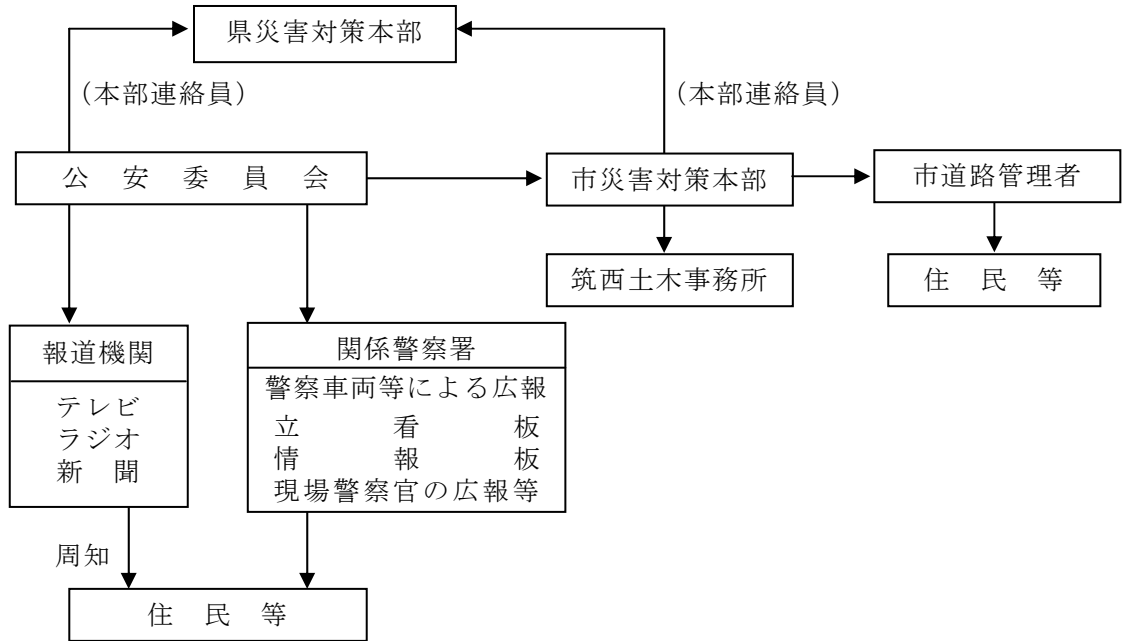 県災害対策本部
（本部連絡員）
（本部連絡員）
公安委員会
市災害対策本部
市道路管理者
筑西土木事務所
住民等
報道機関
テレビ
ラジオ
新聞
関係警察署
警察車両等による広報
立看板
情報板
現場警察官の広報等
周知
住民等